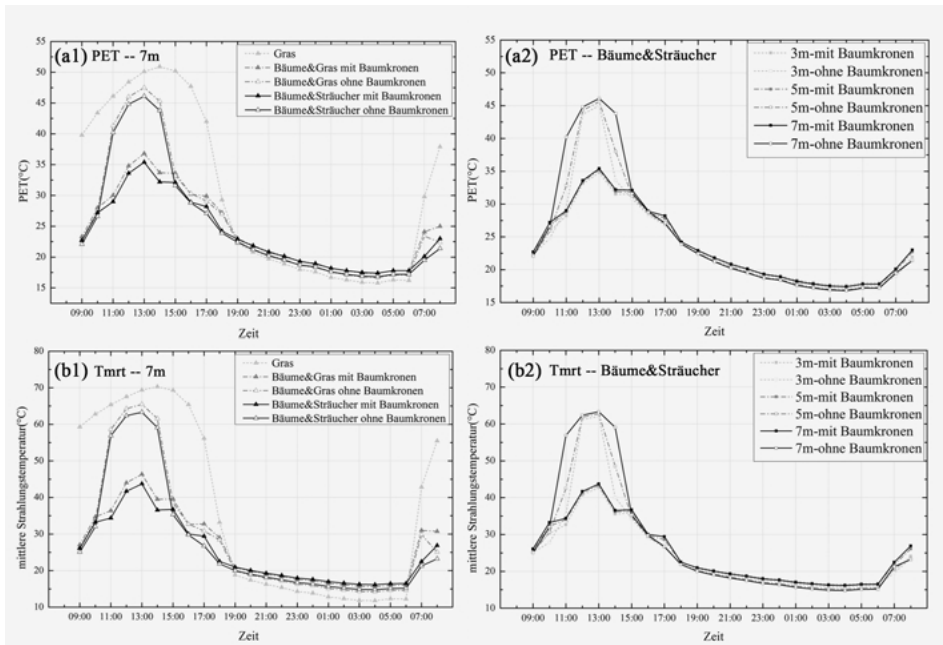 (a1) PET -- 7m
Gras
Bäume&Gras mit Baumkronen
Bäume&Gras ohne Baumkronen
Bäume&Sträucher mit Baumkronen
Bäume&Sträucher ohne Baumkronen
PET(°C)
55
50
45
40
35
30
25
20
15
09:00 11:00 13:00 15:00 17:00 19:00 21:00 23:00 01:00 03:00 05:00 07:00
Zeit
(a2) PET -- Bäume&Sträucher
3m-mit Baumkronen
3m-ohne Baumkronen
5m-mit Baumkronen
5m-ohne Baumkronen
7m-mit Baumkronen
7m-ohne Baumkronen
PET(°C)
55
50
45
40
35
30
25
20
15
09:00 11:00 13:00 15:00 17:00 19:00 21:00 23:00 01:00 03:00 05:00 07:00
Zeit
(b1) Tmrt -- 7m
Gras
Bäume&Gras mit Baumkronen
Bäume&Gras ohne Baumkronen
Bäume&Sträucher mit Baumkronen
Bäume&Sträucher ohne Baumkronen
mittlere Strahlungstemperatur(°C)
80
70
60
50
40
30
20
10
09:00 11:00 13:00 15:00 17:00 19:00 21:00 23:00 01:00 03:00 05:00 07:00
Zeit
(b2) Tmrt -- Bäume&Sträucher
3m-mit Baumkronen
3m-ohne Baumkronen
5m-mit Baumkronen
5m-ohne Baumkronen
7m-mit Baumkronen
7m-ohne Baumkronen
mittlere Strahlungstemperatur(°C)
80
70
60
50
40
30
20
10
09:00 11:00 13:00 15:00 17:00 19:00 21:00 23:00 01:00 03:00 05:00 07:00
Zeit